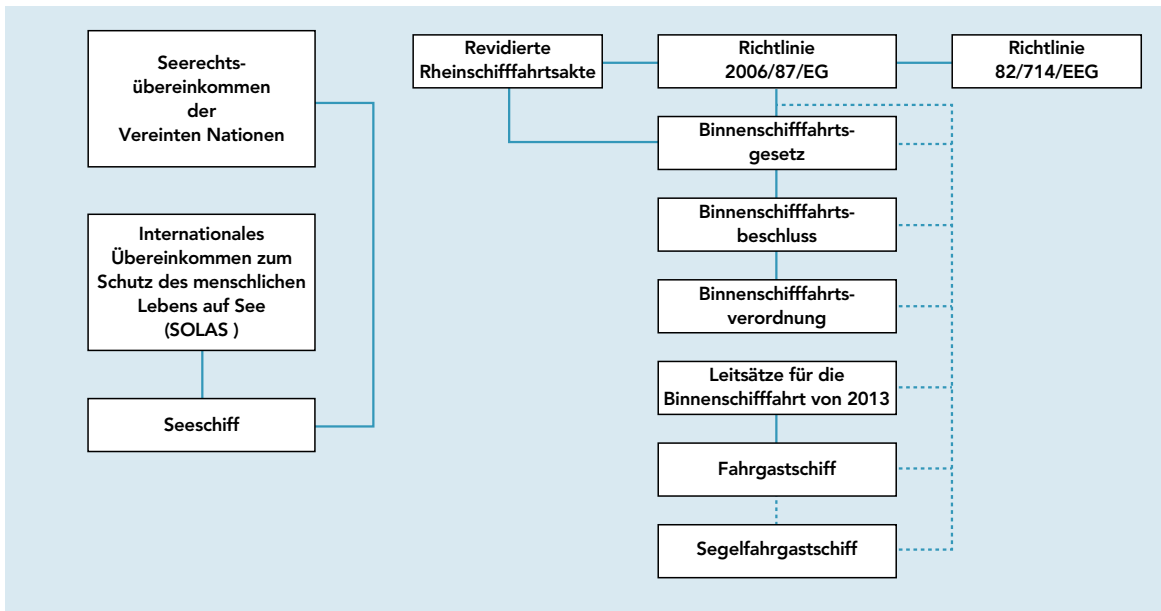 Seerechts-
übereinkommen
der
Vereinten Nationen
Internationales
Übereinkommen zum
Schutz des menschlichen
Lebens auf See
(SOLAS )
Seeschiff
Revidierte
Rheinschifffahrtsakte
Richtlinie
2006/87/EG
Richtlinie
82/714/EEG
Binnenschifffahrts-
gesetz
Binnenschifffahrts-
beschluss
Binnenschifffahrts-
verordnung
Leitsätze für die
Binnenschifffahrt von 2013
Fahrgastschiff
Segelfahrgastschiff